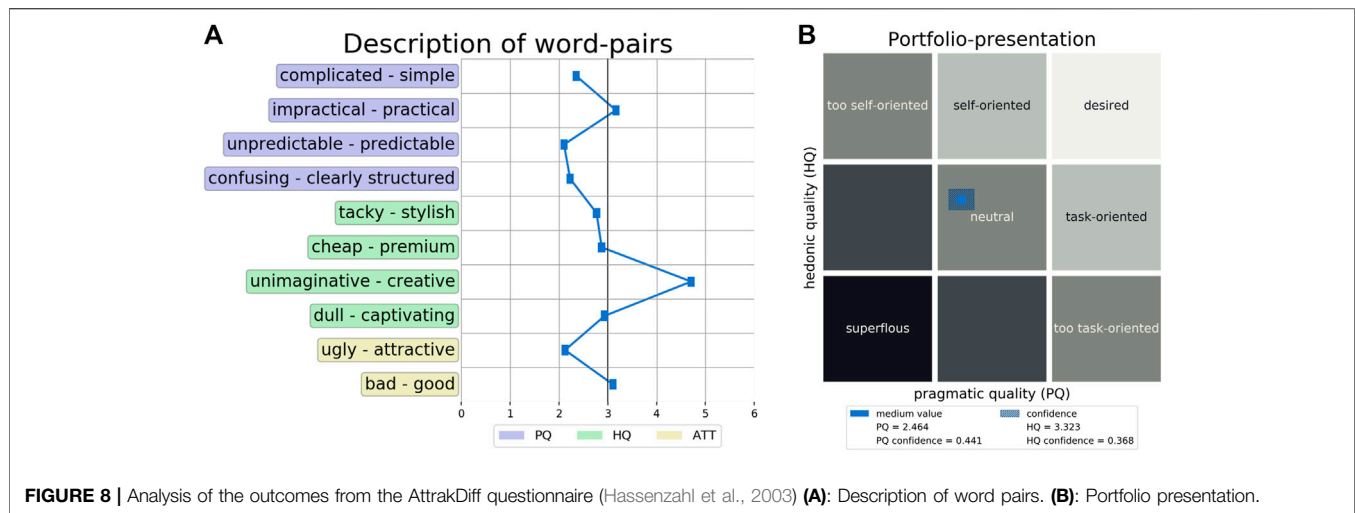 A
Description of word-pairs
complicated - simple
impractical - practical
unpredictable - predictable
confusing - clearly structured
tacky - stylish
cheap - premium
unimaginative - creative
dull - captivating
ugly - attractive
bad - good
0 1 2 3 4 5 6
PQ HQ ATT
B
Portfolio-presentation
hedonic quality (HQ)
too self-oriented self-oriented desired
neutral task-oriented
superflous too task-oriented
pragmatic quality (PQ)
medium value confidence
PQ = 2.464 HQ = 3.323
PQ confidence = 0.441 HQ confidence = 0.368
FIGURE 8 | Analysis of the outcomes from the AttrakDiff questionnaire (Hassenzahl et al., 2003) (A): Description of word pairs. (B): Portfolio presentation.